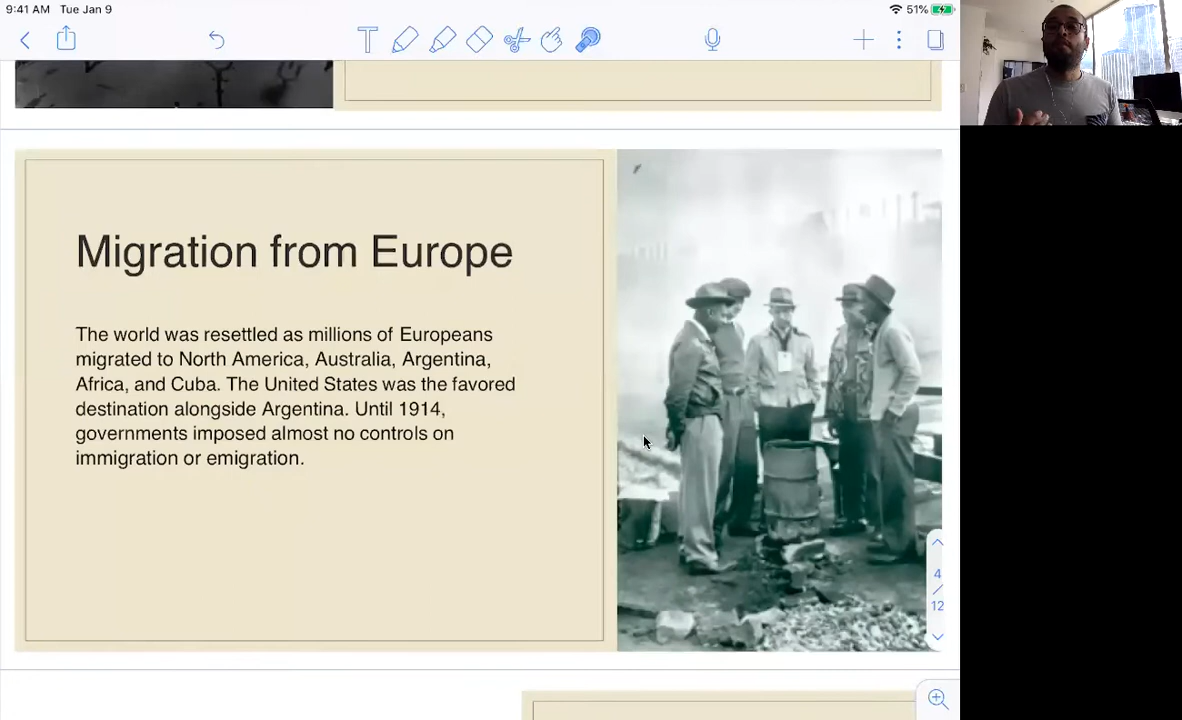 9:41 AM Tue Jan 9
51%
Migration from Europe
The world was resettled as millions of Europeans
migrated to North America, Australia, Argentina,
Africa, and Cuba. The United States was the favored
destination alongside Argentina. Until 1914,
governments imposed almost no controls on
immigration or emigration.
4
/
12